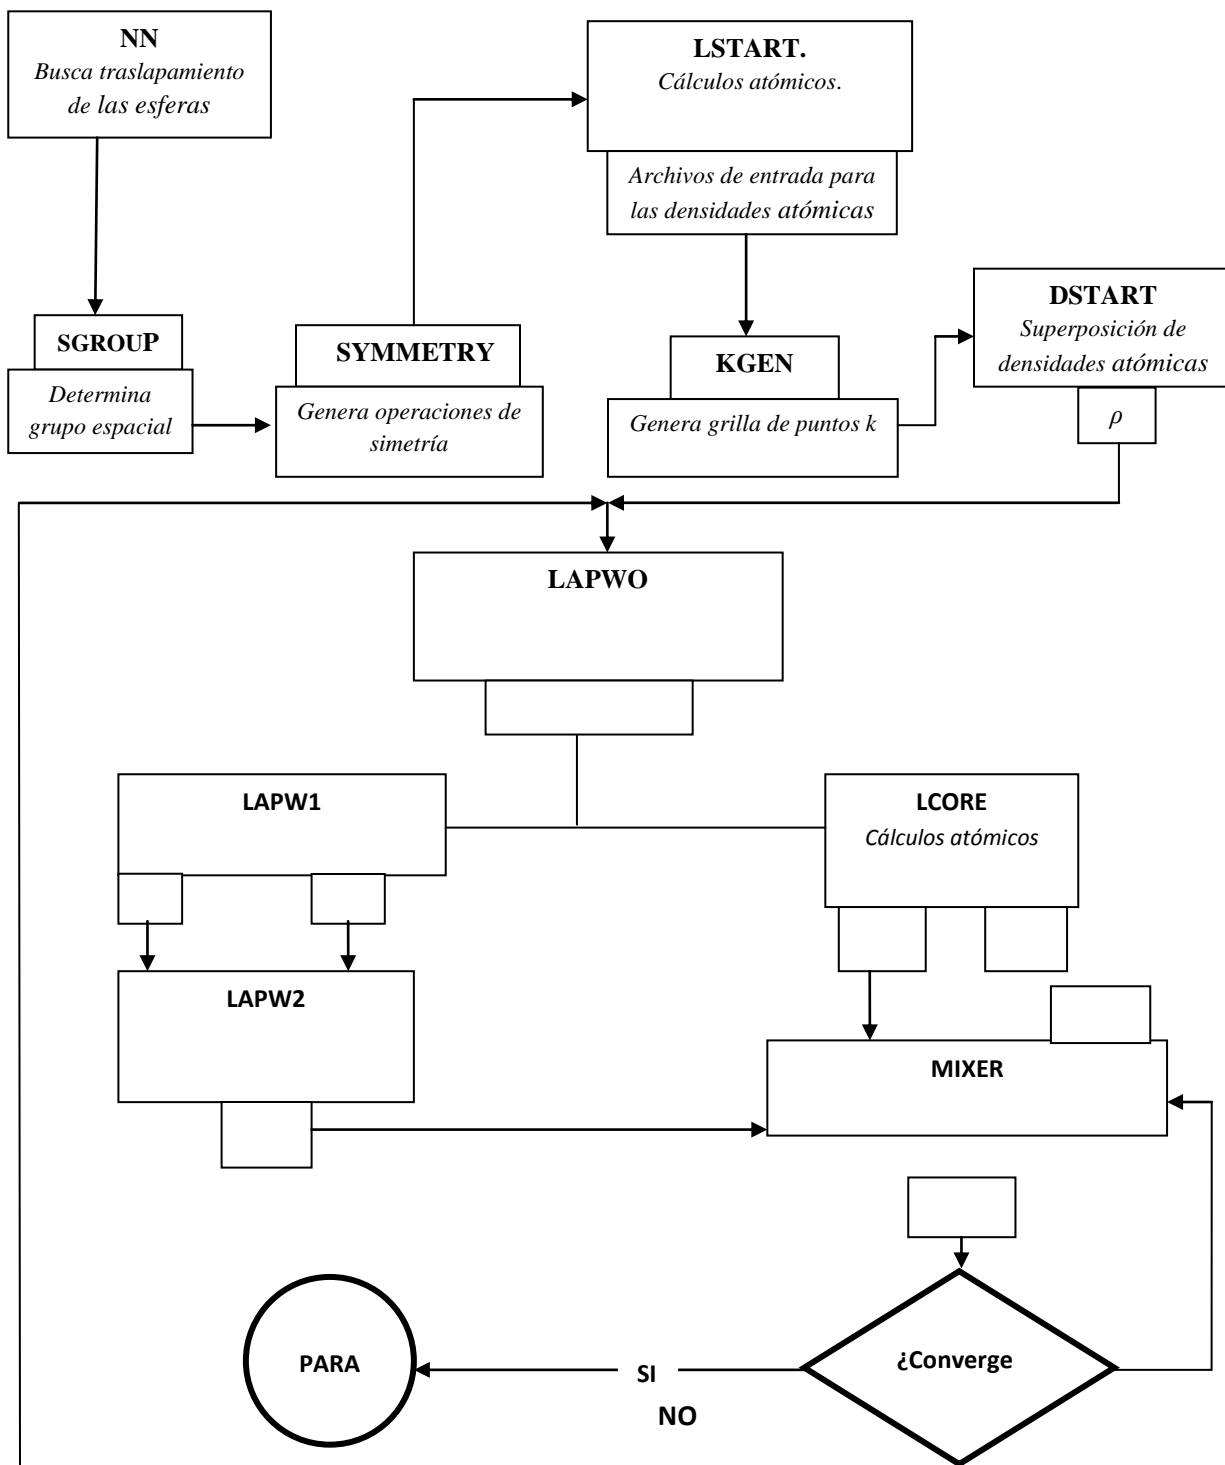 NN
Busca traslapamiento
de las esferas
LSTART.
Cálculos atómicos.
Archivos de entrada para
las densidades atómicas
SGROUP
Determina
grupo espacial
SYMMETRY
Genera operaciones de
simetría
KGEN
Genera grilla de puntos k
DSTART
Superposición de
densidades atómicas
ρ
LAPWO
LAPW1
LCORE
Cálculos atómicos
LAPW2
MIXER
¿Converge
PARA
SI
NO